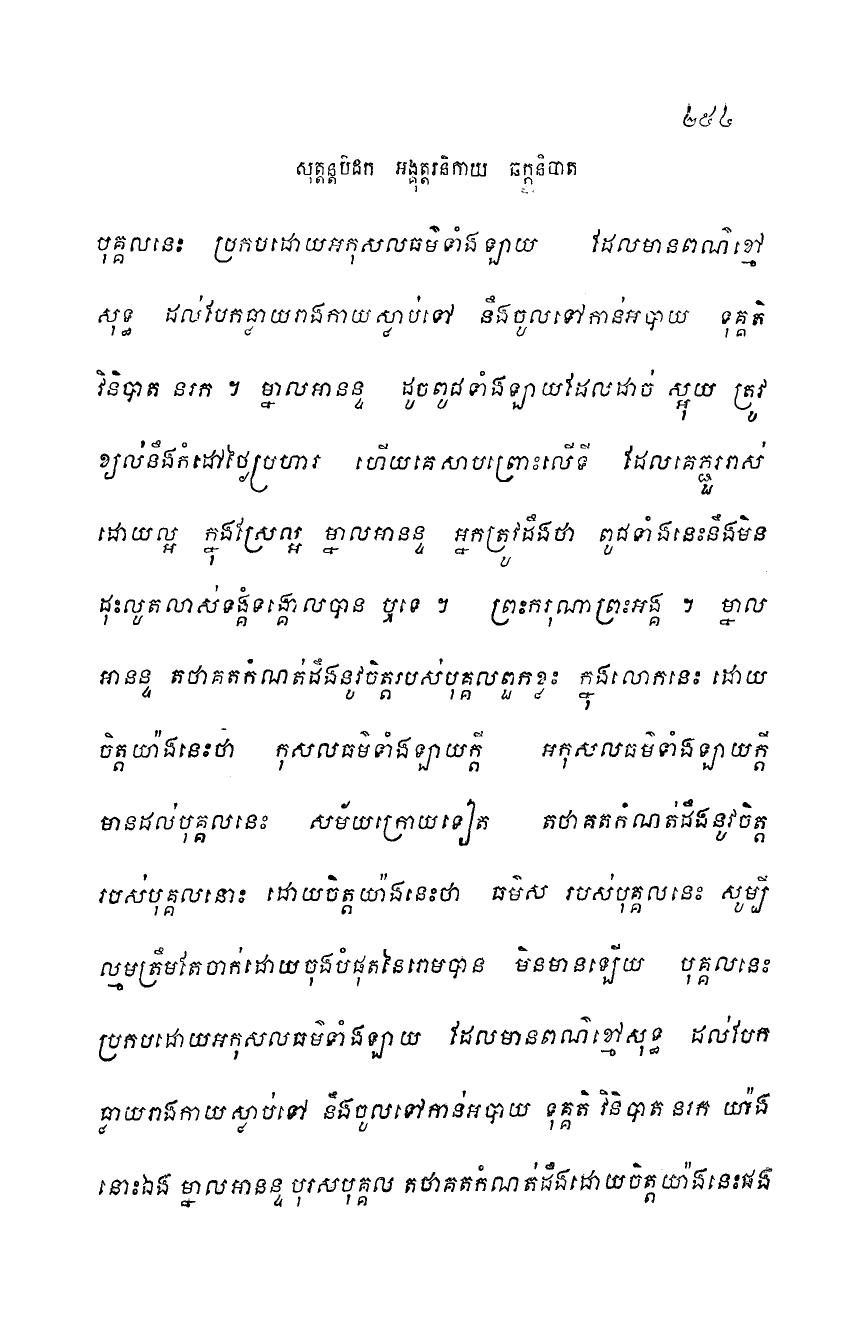 ២៩៤
សុត្តន្តបិដក អង្គុត្តរនិកាយ ឆក្កនិបាត
បុគ្គលនេះ ប្រកបដោយអកុសលធម៌ទាំងឡាយ ដែលមានពណ៌ខ្មៅ
សុទ្ធ ដល់បែកធ្លាយរាងកាយស្លាប់ទៅ នឹងចូលទៅកាន់អបាយ ទុគ្គតិ
វិនិបាត នរក ។ ម្នាលអានន្ទ ដូចពូជទាំងឡាយដែលដាច់ ស្អុយ ត្រូវ
ខ្យល់នឹងកំដៅថ្ងៃប្រហារ ហើយគេសាបព្រោះលើទី ដែលគេភ្ជួររាស់
ដោយល្អ ក្នុងស្រែល្អ ម្នាលអានន្ទ អ្នកត្រូវដឹងថា ពូជទាំងនេះនឹងមិន
ដុះលូតលាស់ទង្គំទង្គោលបាន ឬទេ ។ ព្រះករុណាព្រះអង្គ ។ ម្នាល
អានន្ទ តថាគតកំណត់ដឹងនូវចិត្តរបស់បុគ្គលពួកខ្លះ ក្នុងលោកនេះ ដោយ
ចិត្តយ៉ាងនេះថា កុសលធម៌ទាំងឡាយក្តី អកុសលធម៌ទាំងឡាយក្តី
មានដល់បុគ្គលនេះ សម័យក្រោយទៀត តថាគតកំណត់ដឹងនូវចិត្ត
របស់បុគ្គលនោះ ដោយចិត្តយ៉ាងនេះថា ធម៌ស របស់បុគ្គលនេះ សូម្បី
ល្មមត្រឹមតែចាក់ដោយចុងបំផុតនៃរោមបាន មិនមានឡើយ បុគ្គលនេះ
ប្រកបដោយអកុសលធម៌ទាំងឡាយ ដែលមានពណ៌ខ្មៅសុទ្ធ ដល់បែក
ធ្លាយរាងកាយស្លាប់ទៅ នឹងចូលទៅកាន់អបាយ ទុគ្គតិ វិនិបាត នរក យ៉ាង
នោះឯង ម្នាលអានន្ទ បុរសបុគ្គល តថាគតកំណត់ដឹងដោយចិត្តយ៉ាងនេះផង